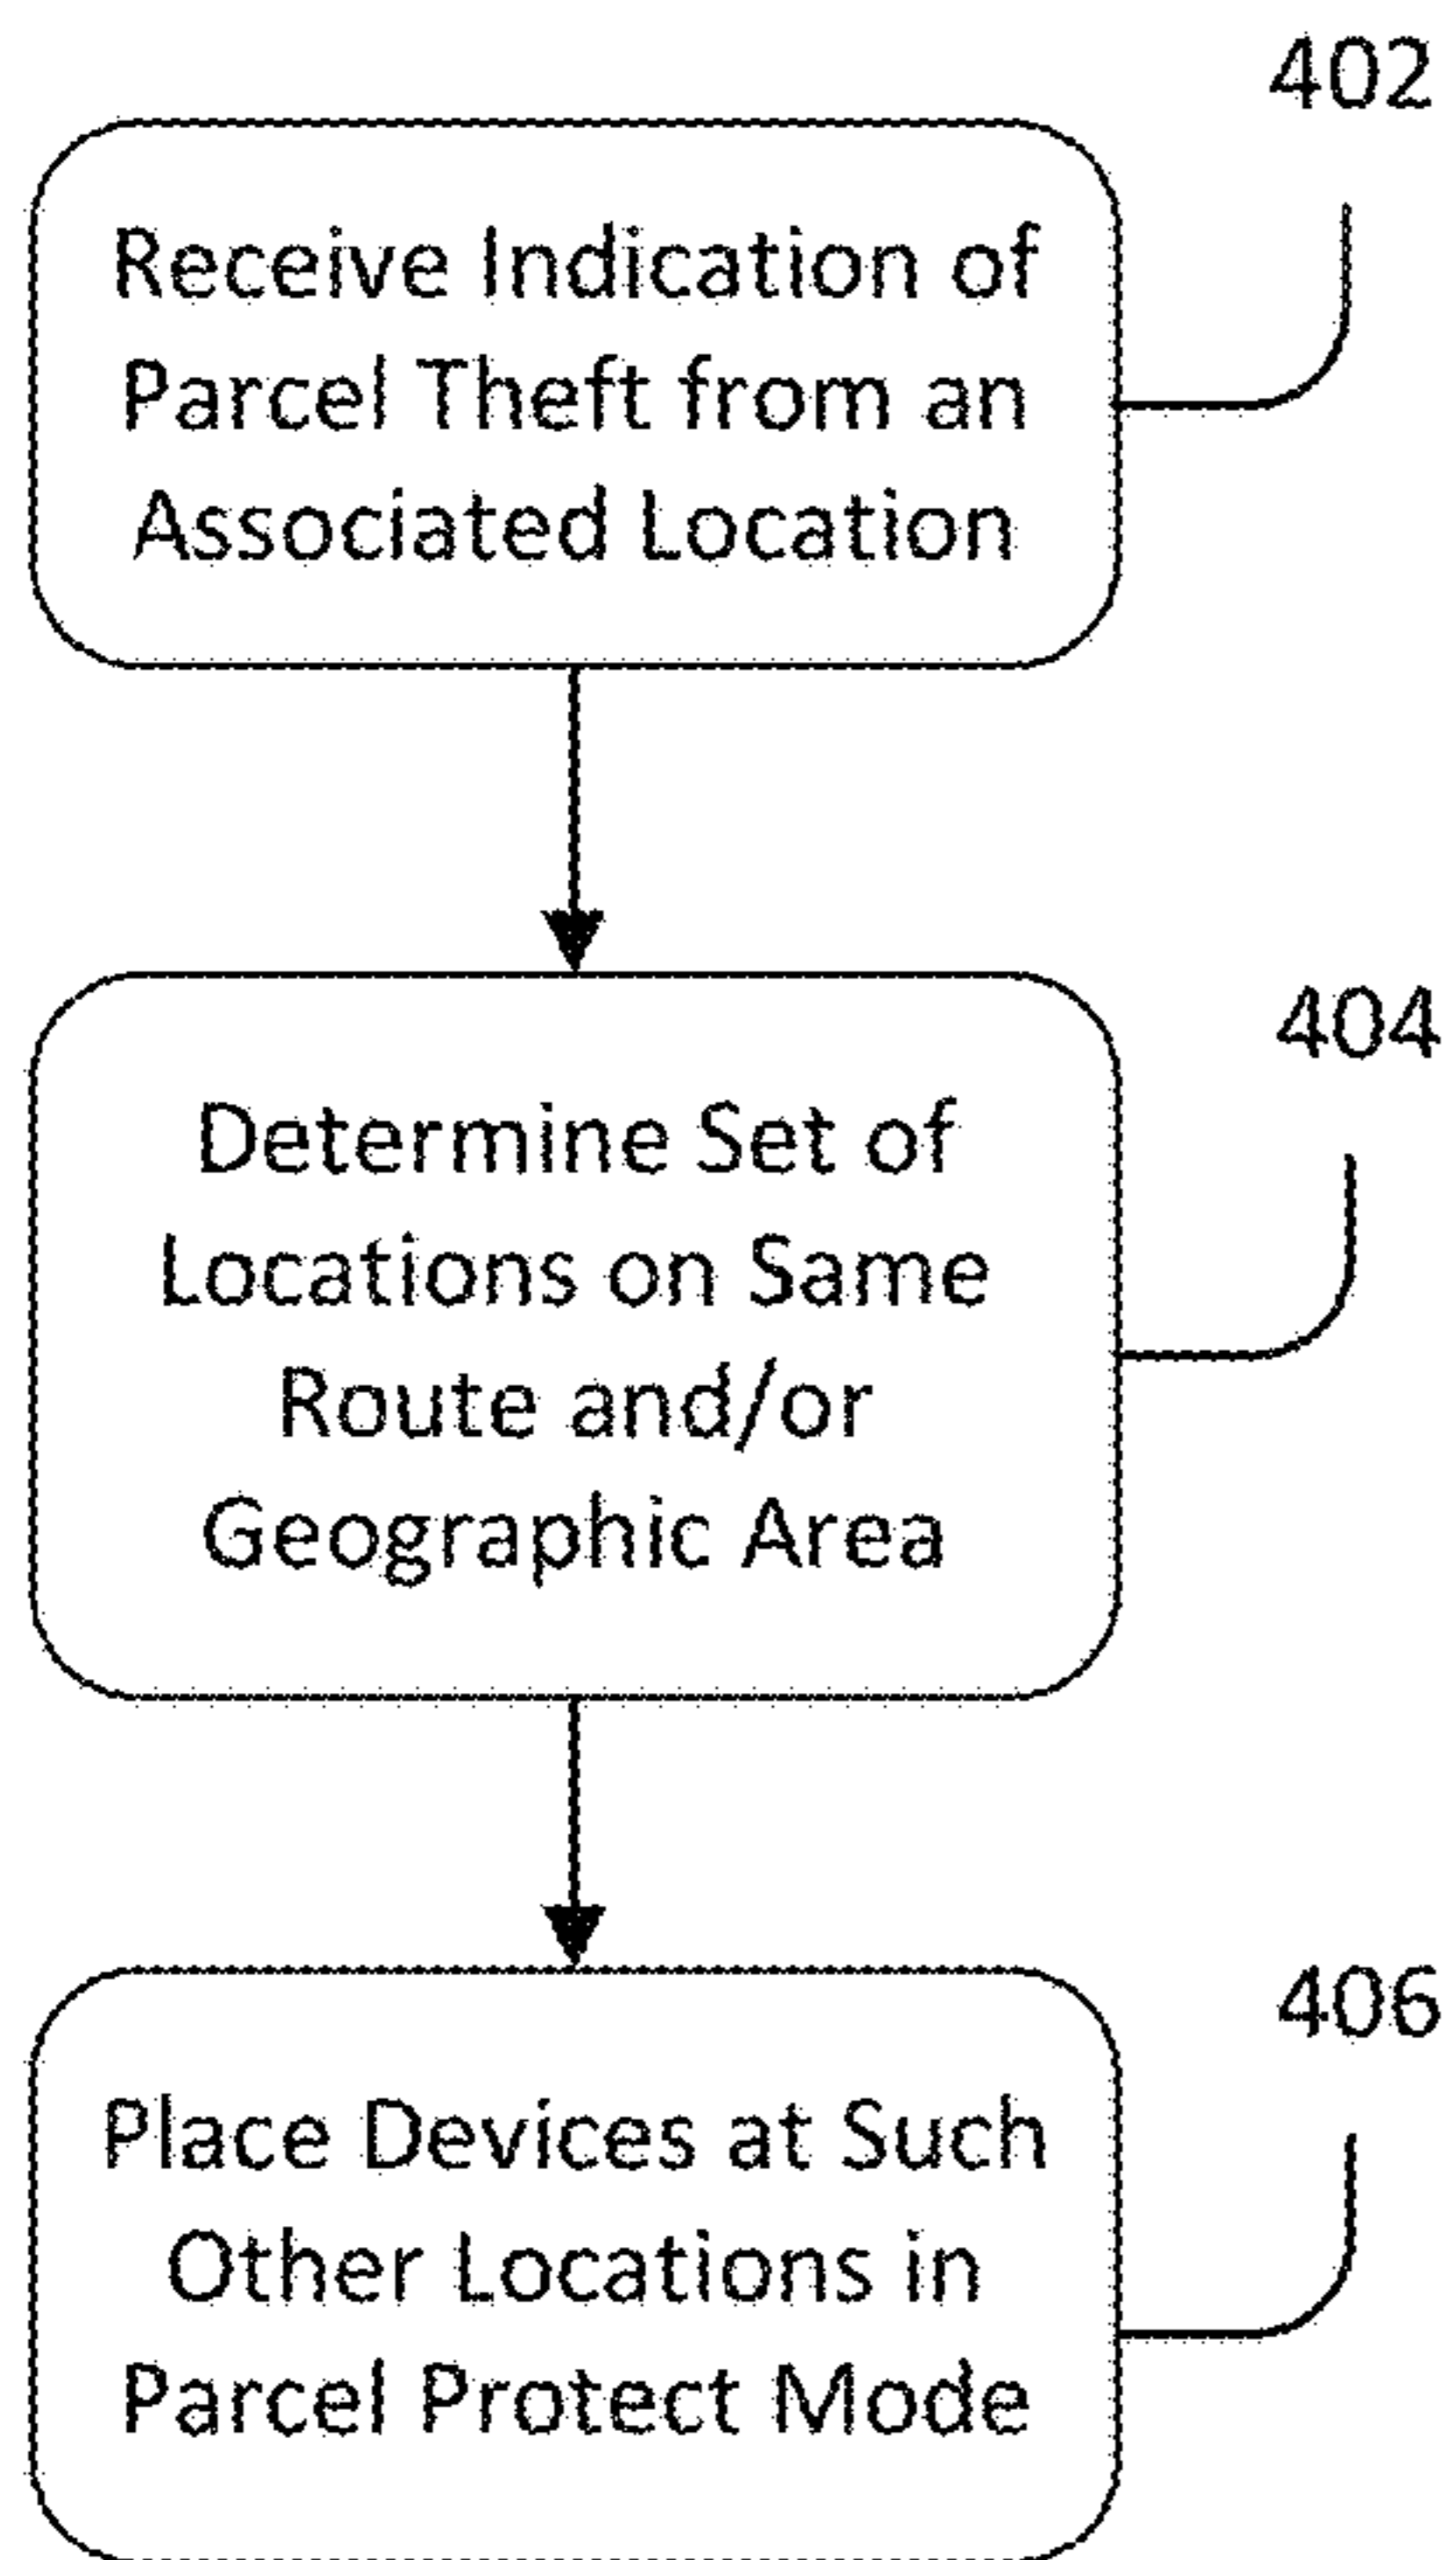 402
Receive Indication of
Parcel Theft from an
Associated Location
404
Determine Set of
Locations on Same
Route and/or
Geographic Area
406
Place Devices at Such
Other Locations in
Parcel Protect Mode